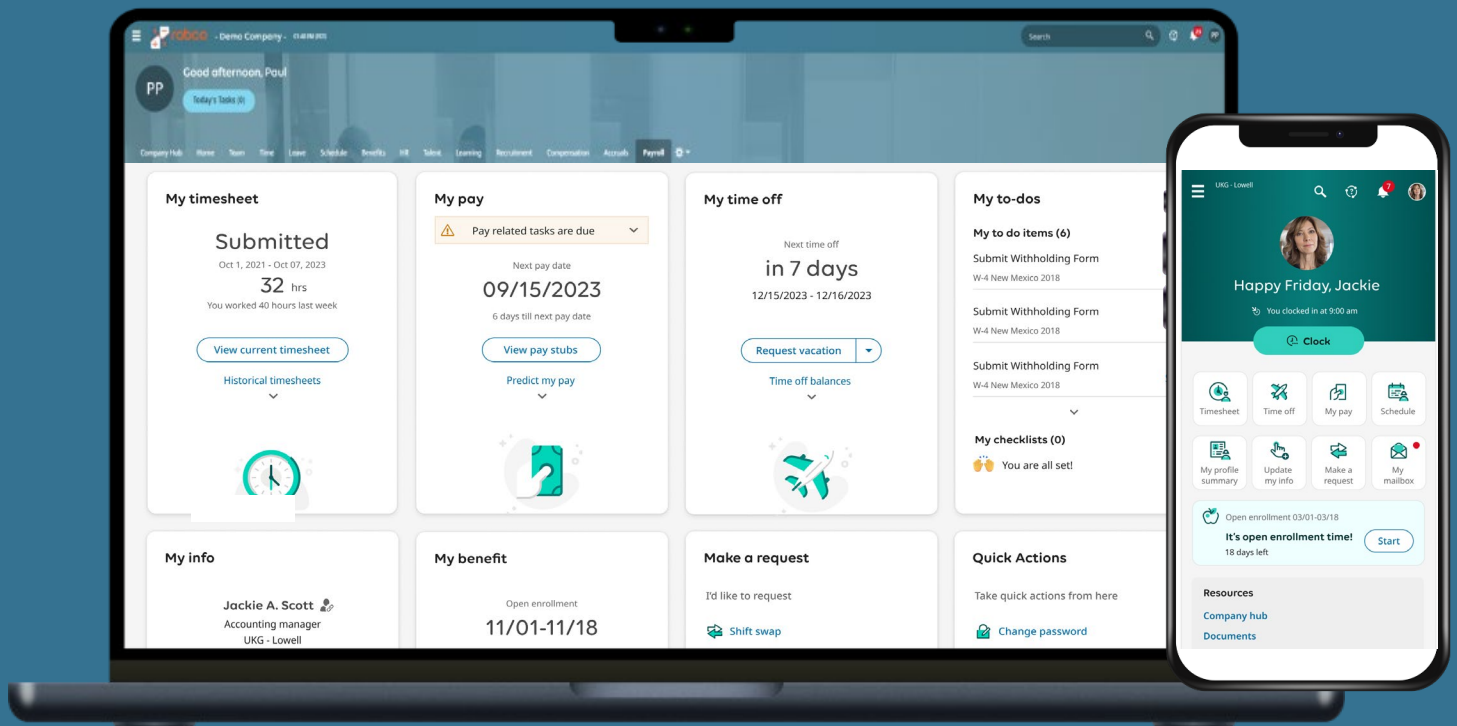 robco - Demo Company -
Search
PP
Good afternoon, Paul
PP
Today's Tasks (0)
Company Hub Home Team Time Leave Schedule Benefits HR Talent Learning Recruitment Compensation Accruals Payroll
My timesheet
Submitted
Oct 1, 2021 - Oct 07, 2023
32 hrs
You worked 40 hours last week
View current timesheet
Historical timesheets
My pay
Pay related tasks are due
Next pay date
09/15/2023
6 days till next pay date
View pay stubs
Predict my pay
My time off
Next time off
in 7 days
12/15/2023 - 12/16/2023
Request vacation
Time off balances
My to-dos
My to do items (6)
Submit Withholding Form
W-4 New Mexico 2018
Submit Withholding Form
W-4 New Mexico 2018
Submit Withholding Form
W-4 New Mexico 2018
My checklists (0)
You are all set!
My info
Jackie A. Scott
Accounting manager
UKG - Lowell
My benefit
Open enrollment
11/01-11/18
Make a request
I'd like to request
Shift swap
Quick Actions
Take quick actions from here
Change password
UKG - Lowell
7
Happy Friday, Jackie
You clocked in at 9:00 am
Clock
Timesheet
Time off
My pay
Schedule
My profile
summary
Update
my info
Make a
request
My
mailbox
Open enrollment 03/01-03/18
It's open enrollment time!
18 days left
Start
Resources
Company hub
Documents